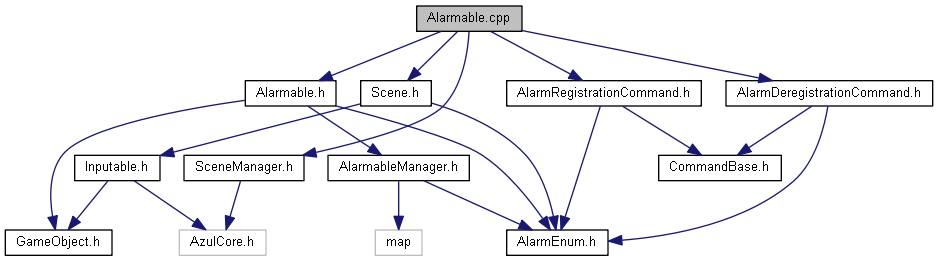 Alarmable.cpp
Alarmable.h
Scene.h
AlarmRegistrationCommand.h
AlarmDeregistrationCommand.h
Inputable.h
SceneManager.h
AlarmableManager.h
CommandBase.h
GameObject.h
AzulCore.h
map
AlarmEnum.h